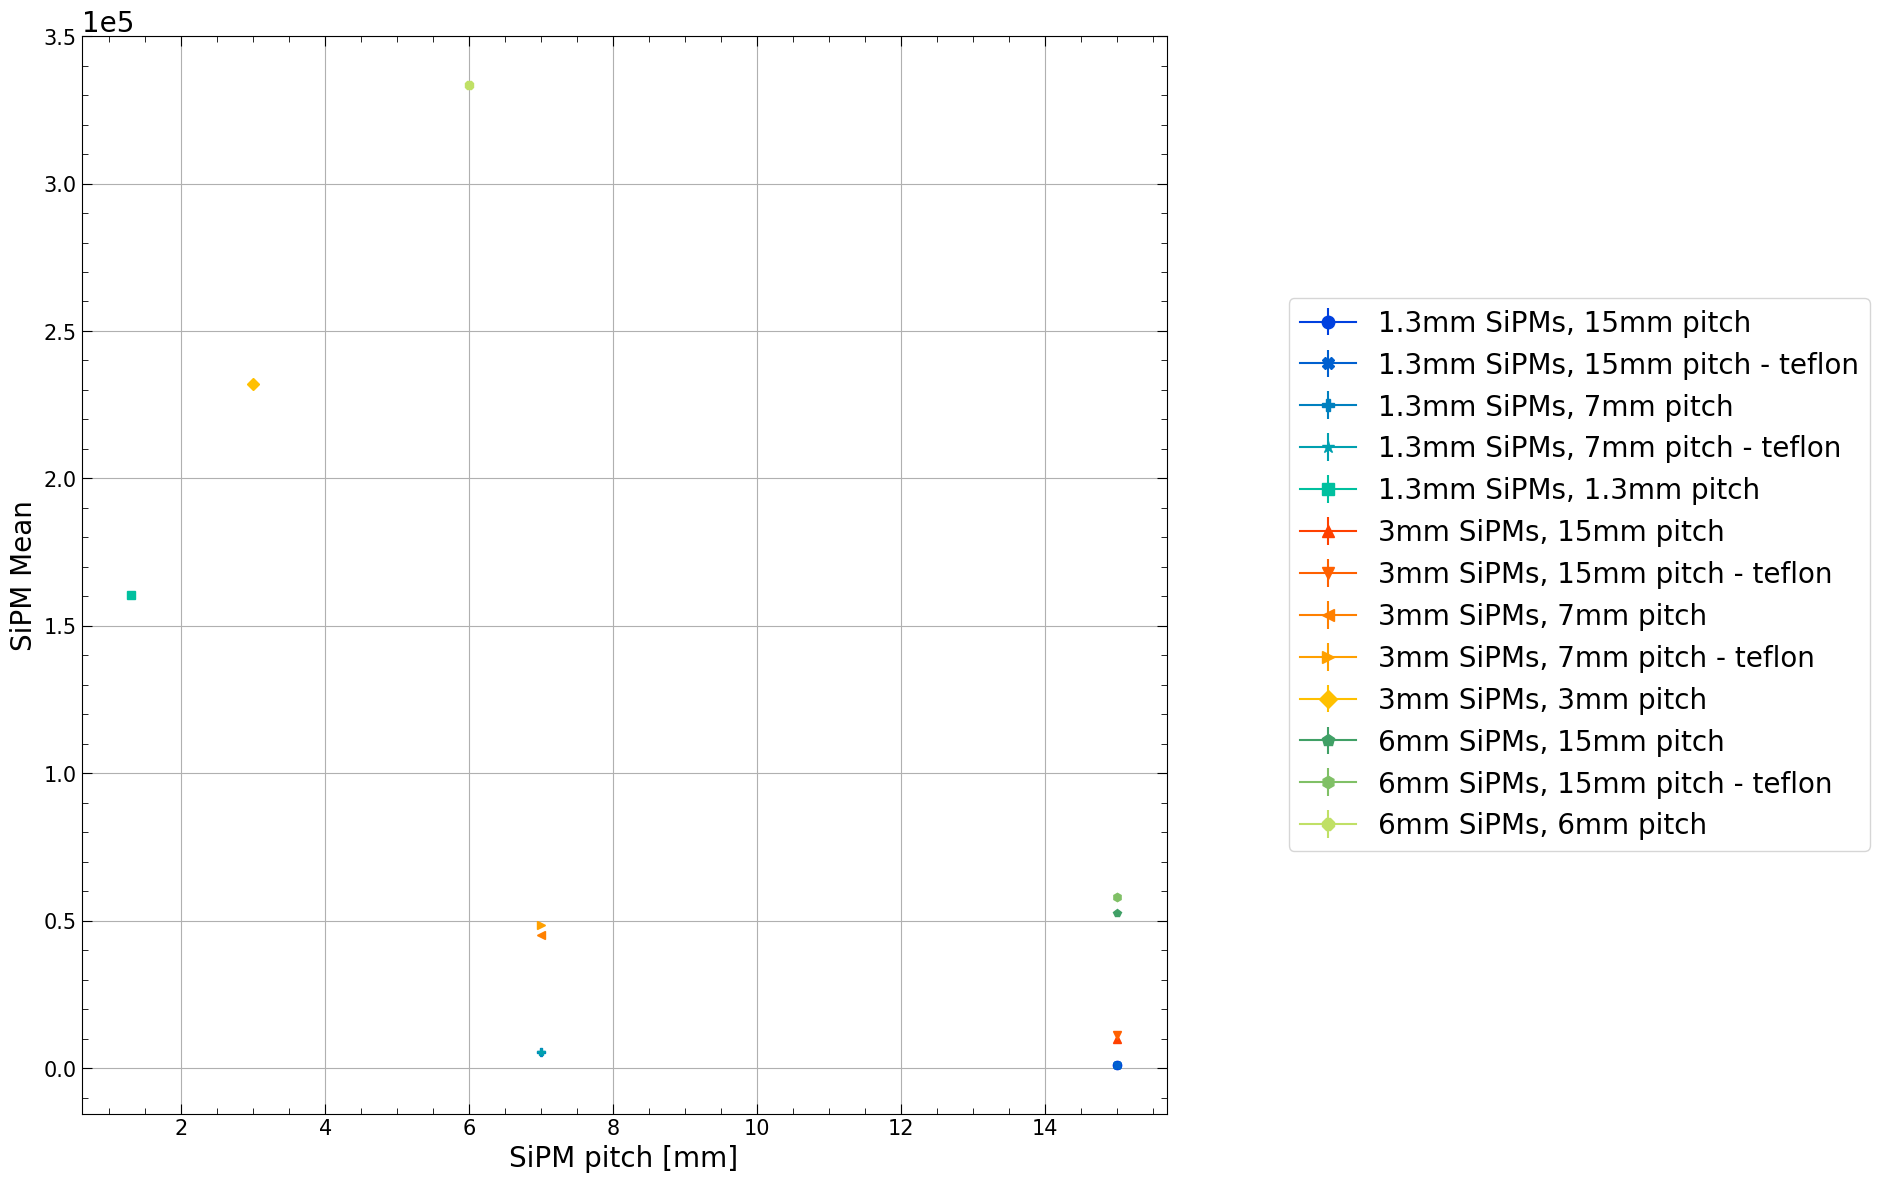 1e5
3.5
3.0
2.5
2.0
1.5
1.0
0.5
0.0
SiPM Mean
2 4 6 8 10 12 14
SiPM pitch [mm]
1.3mm SiPMs, 15mm pitch
1.3mm SiPMs, 15mm pitch - teflon
1.3mm SiPMs, 7mm pitch
1.3mm SiPMs, 7mm pitch - teflon
1.3mm SiPMs, 1.3mm pitch
3mm SiPMs, 15mm pitch
3mm SiPMs, 15mm pitch - teflon
3mm SiPMs, 7mm pitch
3mm SiPMs, 7mm pitch - teflon
3mm SiPMs, 3mm pitch
6mm SiPMs, 15mm pitch
6mm SiPMs, 15mm pitch - teflon
6mm SiPMs, 6mm pitch